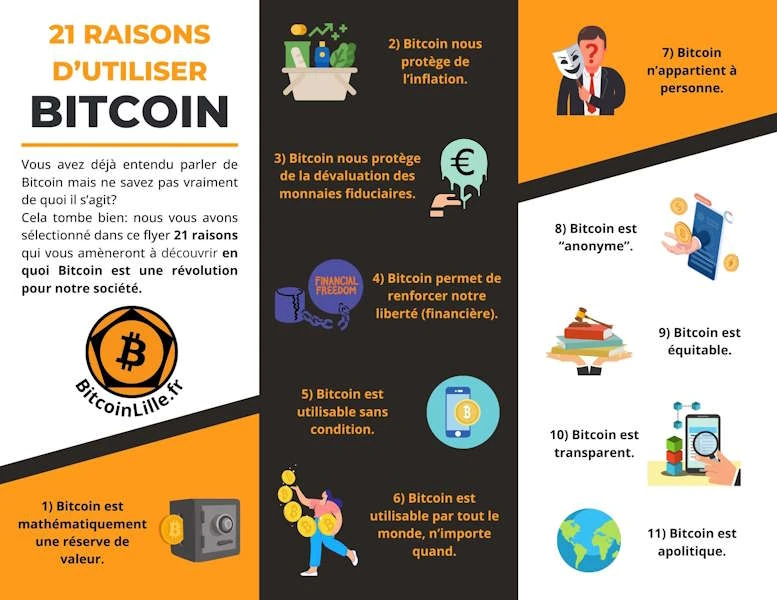 21 RAISONS
D'UTILISER
BITCOIN
Vous avez déjà entendu parler de
Bitcoin mais ne savez pas vraiment
de quoi il s'agit?
Cela tombe bien: nous vous avons
sélectionné dans ce flyer 21 raisons
qui vous amèneront à découvrir en
quoi Bitcoin est une révolution
pour notre société.
BitcoinLille.fr
1) Bitcoin est
mathématiquement
une réserve de
valeur.
2) Bitcoin nous
protège de
l'inflation.
3) Bitcoin nous protège
de la dévaluation des
monnaies fiduciaires.
€
FINANCIAL
FREEDOM
4) Bitcoin permet de
renforcer notre
liberté (financière).
5) Bitcoin est
utilisable sans
condition.
6) Bitcoin est
utilisable par tout le
monde, n'importe
quand.
?
7) Bitcoin
n'appartient à
personne.
8) Bitcoin est
"anonyme".
9) Bitcoin est
équitable.
10) Bitcoin est
transparent.
11) Bitcoin est
apolitique.